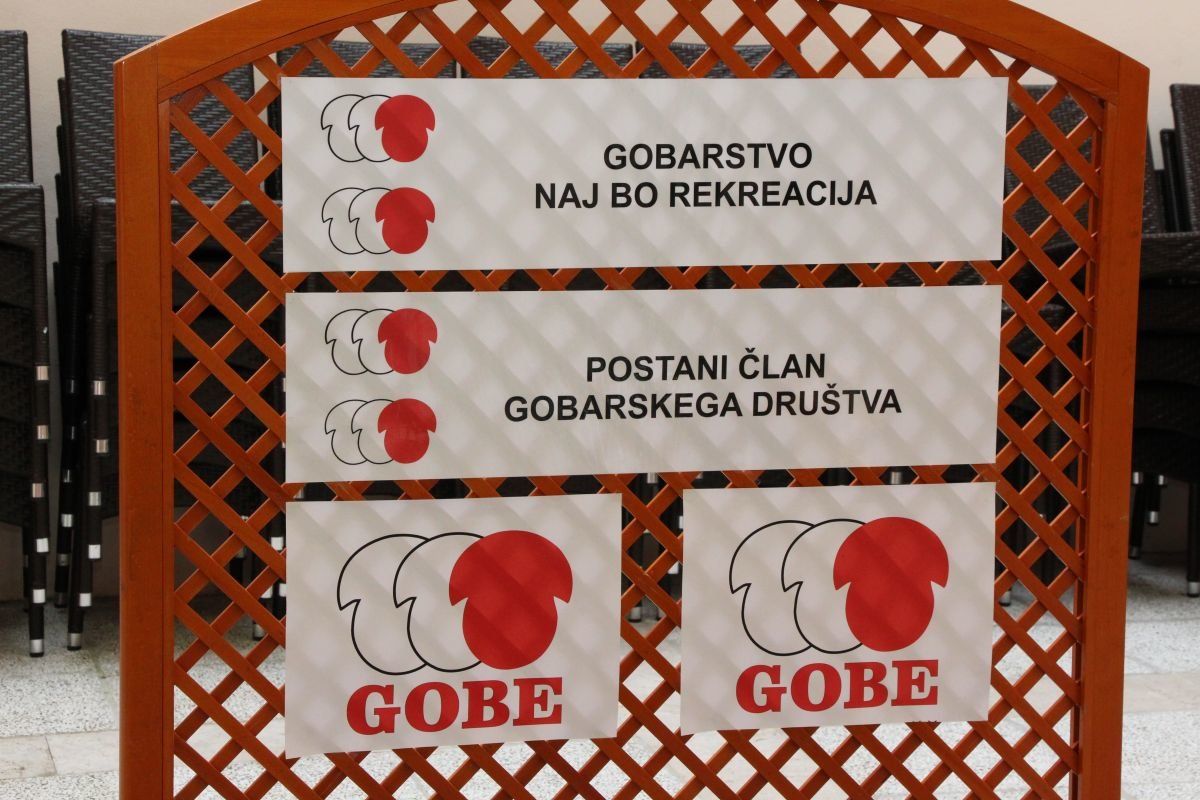 GOBARSTVO
NAJ BO REKREACIJA
POSTANI ČLAN
GOBARSKEGA DRUŠTVA
GOBE
GOBE